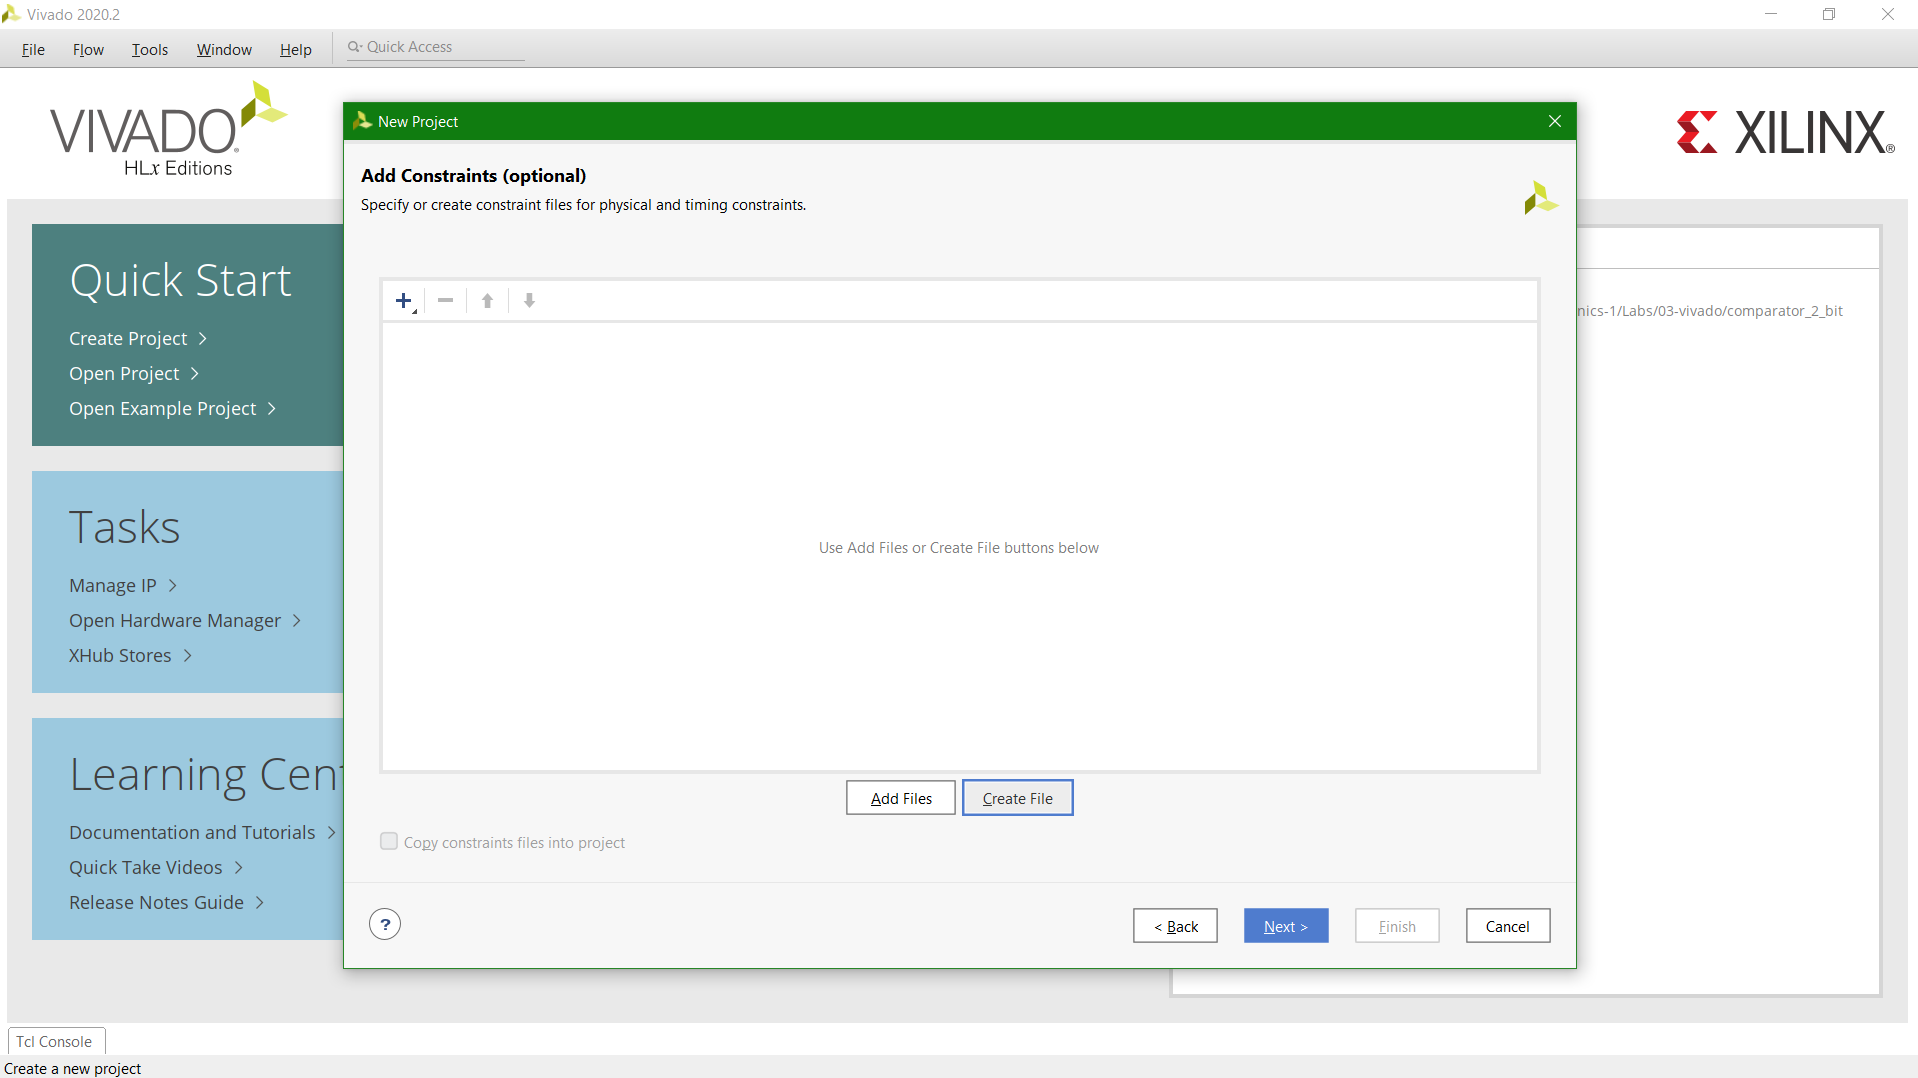 Vivado 2020.2
File Flow Tools Window Help Quick Access
VIVADO®
HLx Editions
XILINX®
New Project
Add Constraints (optional)
Specify or create constraint files for physical and timing constraints.
Quick Start
Create Project >
Open Project >
Open Example Project >
nics-1/Labs/03-vivado/comparator_2_bit
Use Add Files or Create File buttons below
Tasks
Manage IP >
Open Hardware Manager >
XHub Stores >
Learning Cent
Documentation and Tutorials >
Quick Take Videos >
Release Notes Guide >
Add Files Create File
Copy constraints files into project
? < Back Next > Finish Cancel
Tcl Console
Create a new project